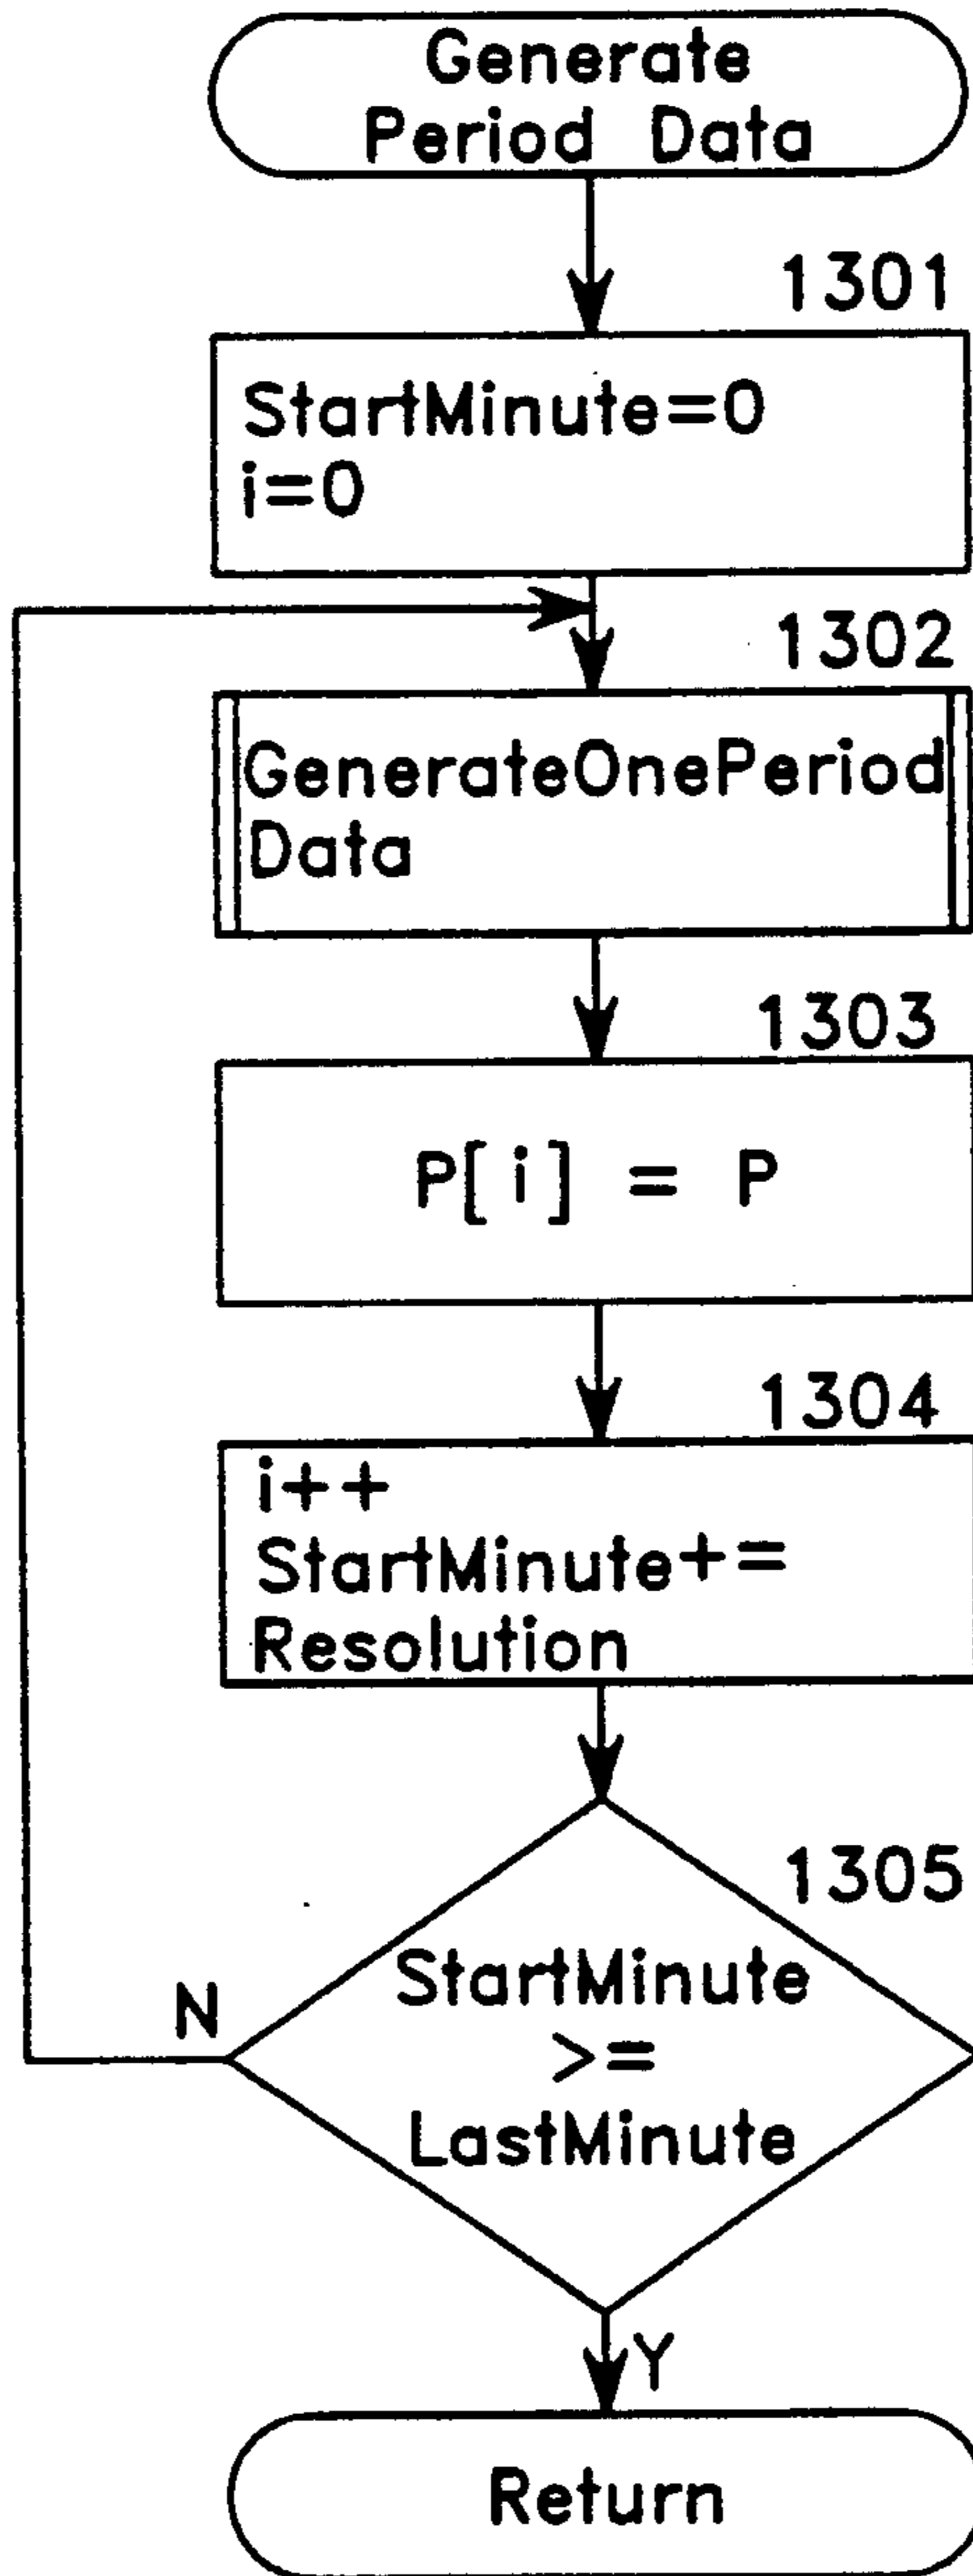 Generate
Period Data
1301
StartMinute=0
i=0
1302
GenerateOnePeriod
Data
1303
P[i] = P
1304
i++
StartMinute+=
Resolution
1305
StartMinute
>=
LastMinute
N
Y
Return